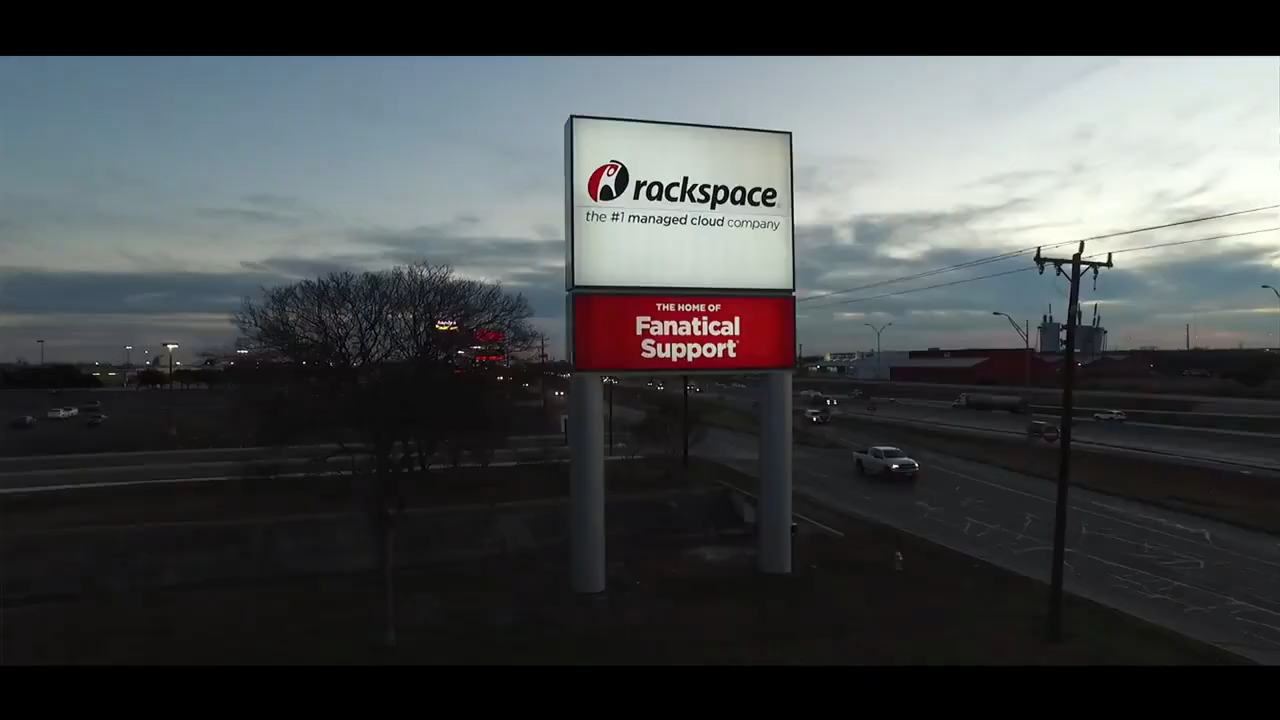 rackspace
the #1 managed cloud company
THE HOME OF
Fanatical
Support